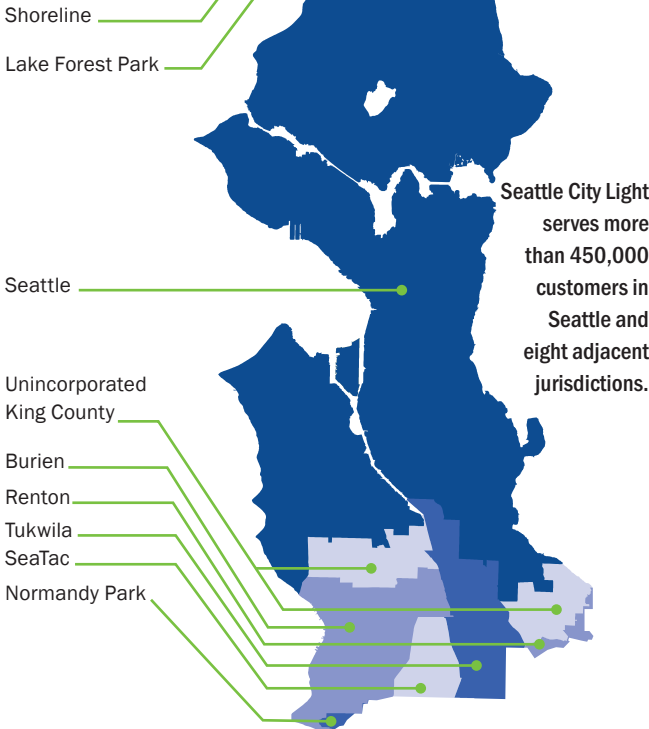 Shoreline
Lake Forest Park
Seattle City Light
serves more
than 450,000
customers in
Seattle and
eight adjacent
jurisdictions.
Seattle
Unincorporated
King County
Burien
Renton
Tukwila
SeaTac
Normandy Park